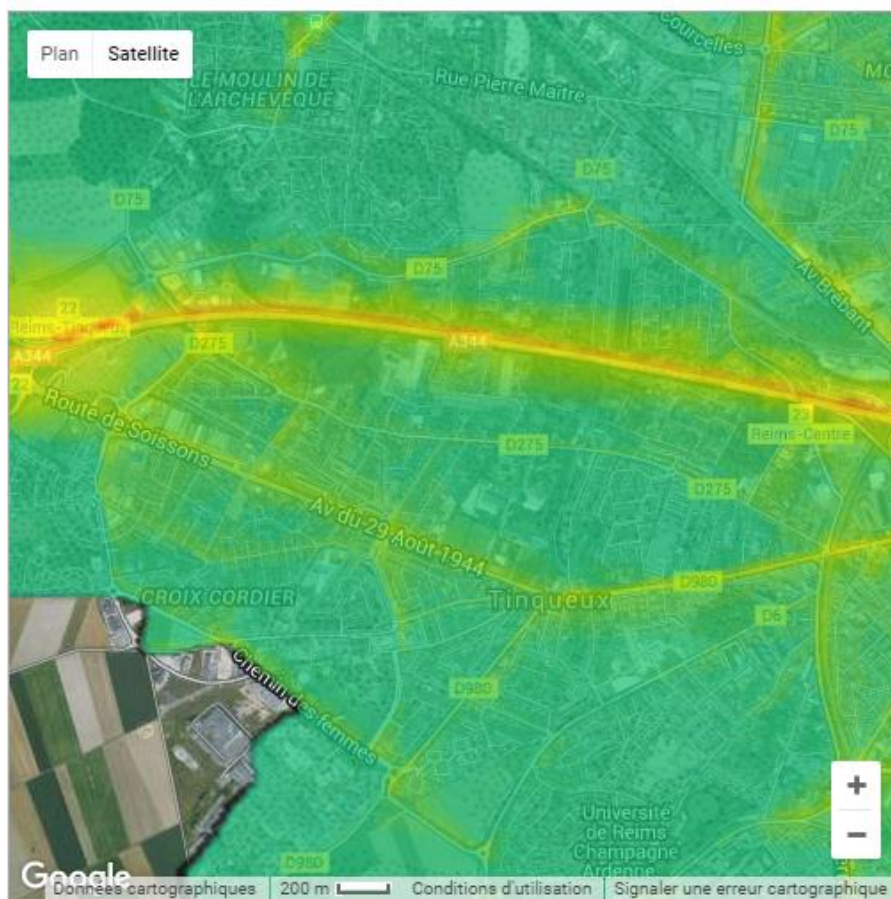 Plan Satellite
Courcelles
LE MOULIN DE
L'ARCHEVÊQUE
Rue Pierre Maître
D75
D75
D75
D75
Av Brébant
22
Reims-Tinqueux
A344
A344
22
D275
Route de Soissons
23
Reims-Centre
D275
D275
Av du 29 Août 1944
D980
CROIX CORDIER
Tinqueux
D6
Chemin des femmes
D980
+
−
Université
de Reims
Champagne
Ardenne
D980
Google
Données cartographiques 200 m Conditions d'utilisation Signaler une erreur cartographique